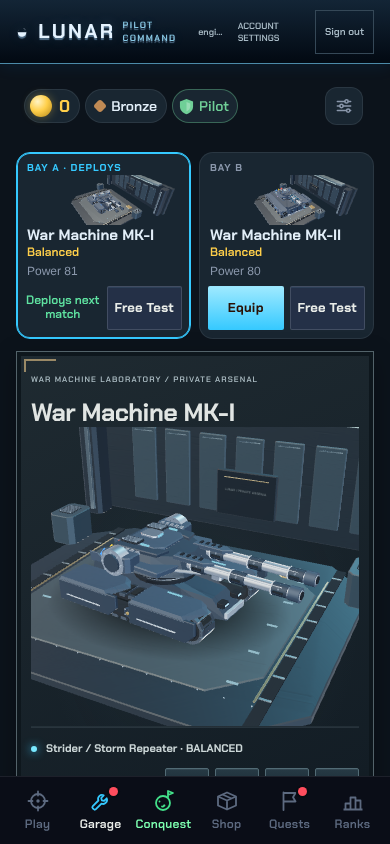 LUNAR
PILOT
COMMAND
engi...
ACCOUNT
SETTINGS
Sign out
0
Bronze
Pilot
BAY A · DEPLOYS
War Machine MK-I
Balanced
Power 81
Deploys next
match
Free Test
BAY B
War Machine MK-II
Balanced
Power 80
Equip
Free Test
WAR MACHINE LABORATORY / PRIVATE ARSENAL
War Machine MK-I
Strider / Storm Repeater · BALANCED
Play
Garage
Conquest
Shop
Quests
Ranks